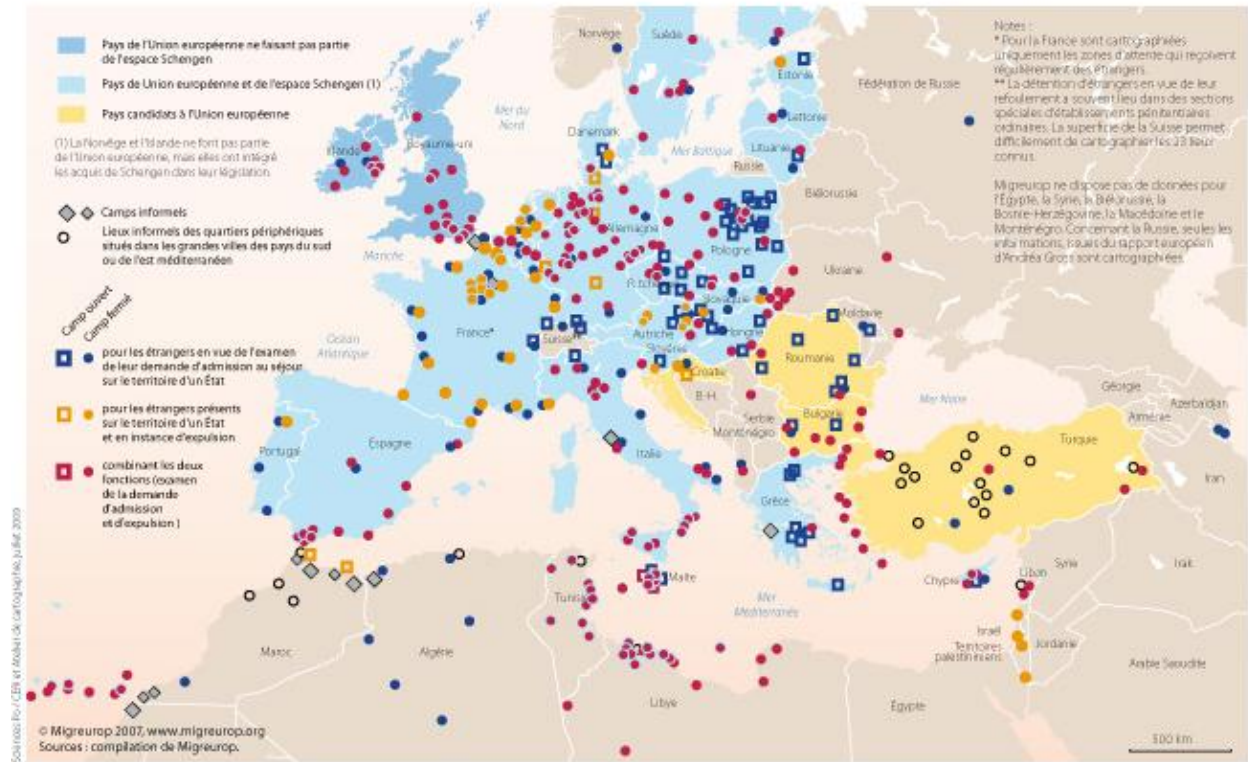 Pays de l'Union européenne ne faisant pas partie
de l'espace Schengen
Pays de Union européenne et de l'espace Schengen (1)
Pays candidats à l'Union européenne
(1) La Norvège et l'Islande ne font pas partie
de l'Union européenne, mais elles ont intégré
les acquis de Schengen dans leur législation.
Camps informels
Lieux informels des quartiers périphériques
situés dans les grandes villes des pays du sud
ou de l'est méditerranéen
Camp ouvert
Camp fermé
pour les étrangers en vue de l'examen
de leur demande d'admission au séjour
sur le territoire d'un État
pour les étrangers présents
sur le territoire d'un État
et en instance d'expulsion
combinant les deux
fonctions (examen
de la demande
d'admission
et d'expulsion )
Notes :
* Pour la France sont cartographiées
uniquement les zones d'attente qui reçoivent
régulièrement des étrangers.
** La détention d'étrangers en vue de leur
refoulement a souvent lieu dans des sections
spéciales d'établissements pénitentiaires
ordinaires. La superficie de la Suisse permet
difficilement de cartographier les 23 lieux
connus.
Migreurop ne dispose pas de données pour
l'Égypte, la Syrie, la Biélorussie, la
Bosnie-Herzégovine, la Macédoine et le
Monténégro. Concernant la Russie, seules les
informations, issues du rapport européen
d'Andréa Gross sont cartographiées.
Norvège
Suède
Estonie
Fédération de Russie
Mer du
Nord
Danemark
Lettonie
Mer Baltique
Lituanie
Russie
Irlande
Royaume-uni
Biélorussie
Allemagne
Pologne
Manche
Ukraine
R. tchèque
Slovaquie
Océan
Atlantique
France*
Suisse
Autriche
Hongrie
Moldavie
Slovénie
Roumanie
Croatie
B.-H.
Serbie
Monténégro
Bulgarie
Mer Noire
Géorgie
Arménie
Azerbaïdjan
Portugal
Espagne
Italie
Turquie
Iran
Grèce
Malte
Chypre
Syrie
Irak
Liban
Tunisie
Mer
Méditerranée
Israël
Territoires
palestiniens
Jordanie
Maroc
Algérie
Libye
Égypte
Arabie Saoudite
500 km
© Migreurop 2007, www.migreurop.org
Sources : compilation de Migreurop.